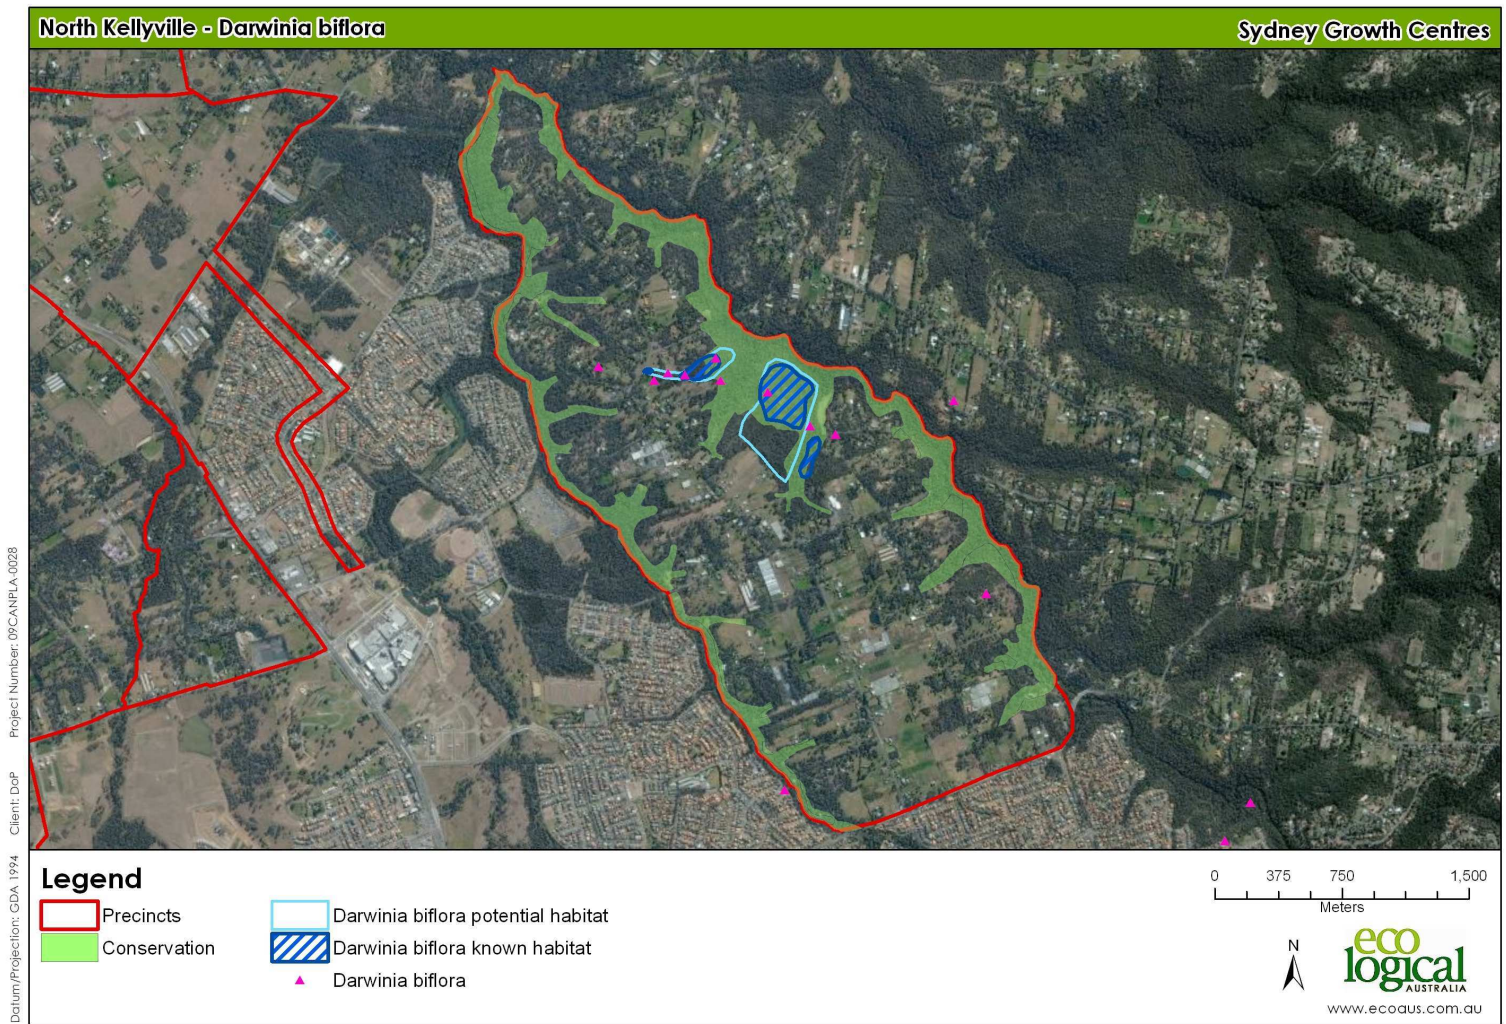 North Kellyville - Darwinia biflora
Sydney Growth Centres
Datum/Projection: GDA 1994
Client: DoP
Project Number: 09CANPLA-0028
Legend
Precincts
Conservation
Darwinia biflora potential habitat
Darwinia biflora known habitat
Darwinia biflora
0 375 750 1,500
Meters
N
eco
logical
AUSTRALIA
www.ecoaus.com.au